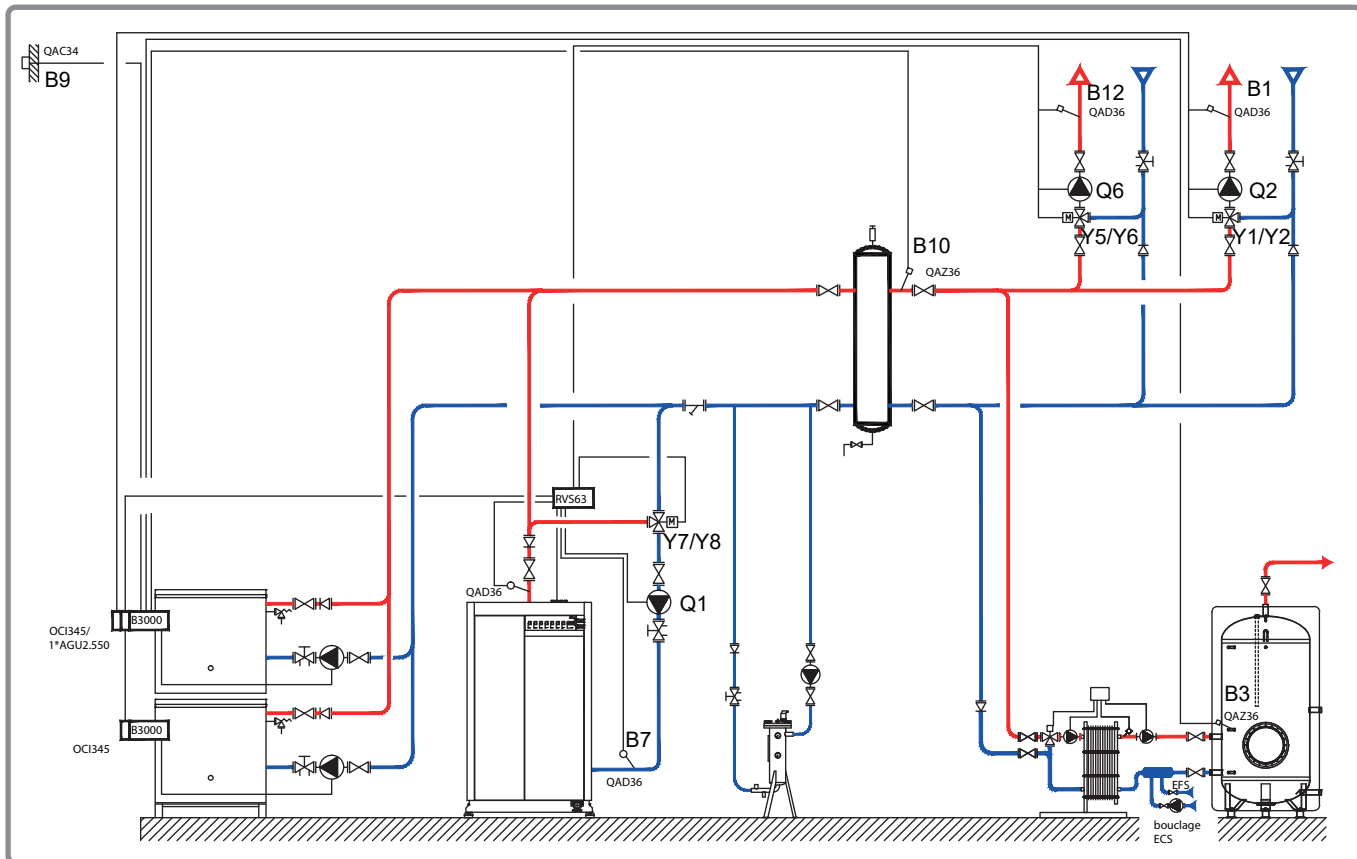 QAC34
B9
B12
QAD36
B1
QAD36
Q6
Q2
M
M
Y5/Y6
Y1/Y2
B10
QAZ36
RVS63
M
Y7/Y8
QAD36
Q1
B3000
OCI345/
1*AGU2.550
B3000
OCI345
B7
QAD36
B3
QAZ36
EFS
bouclage
ECS